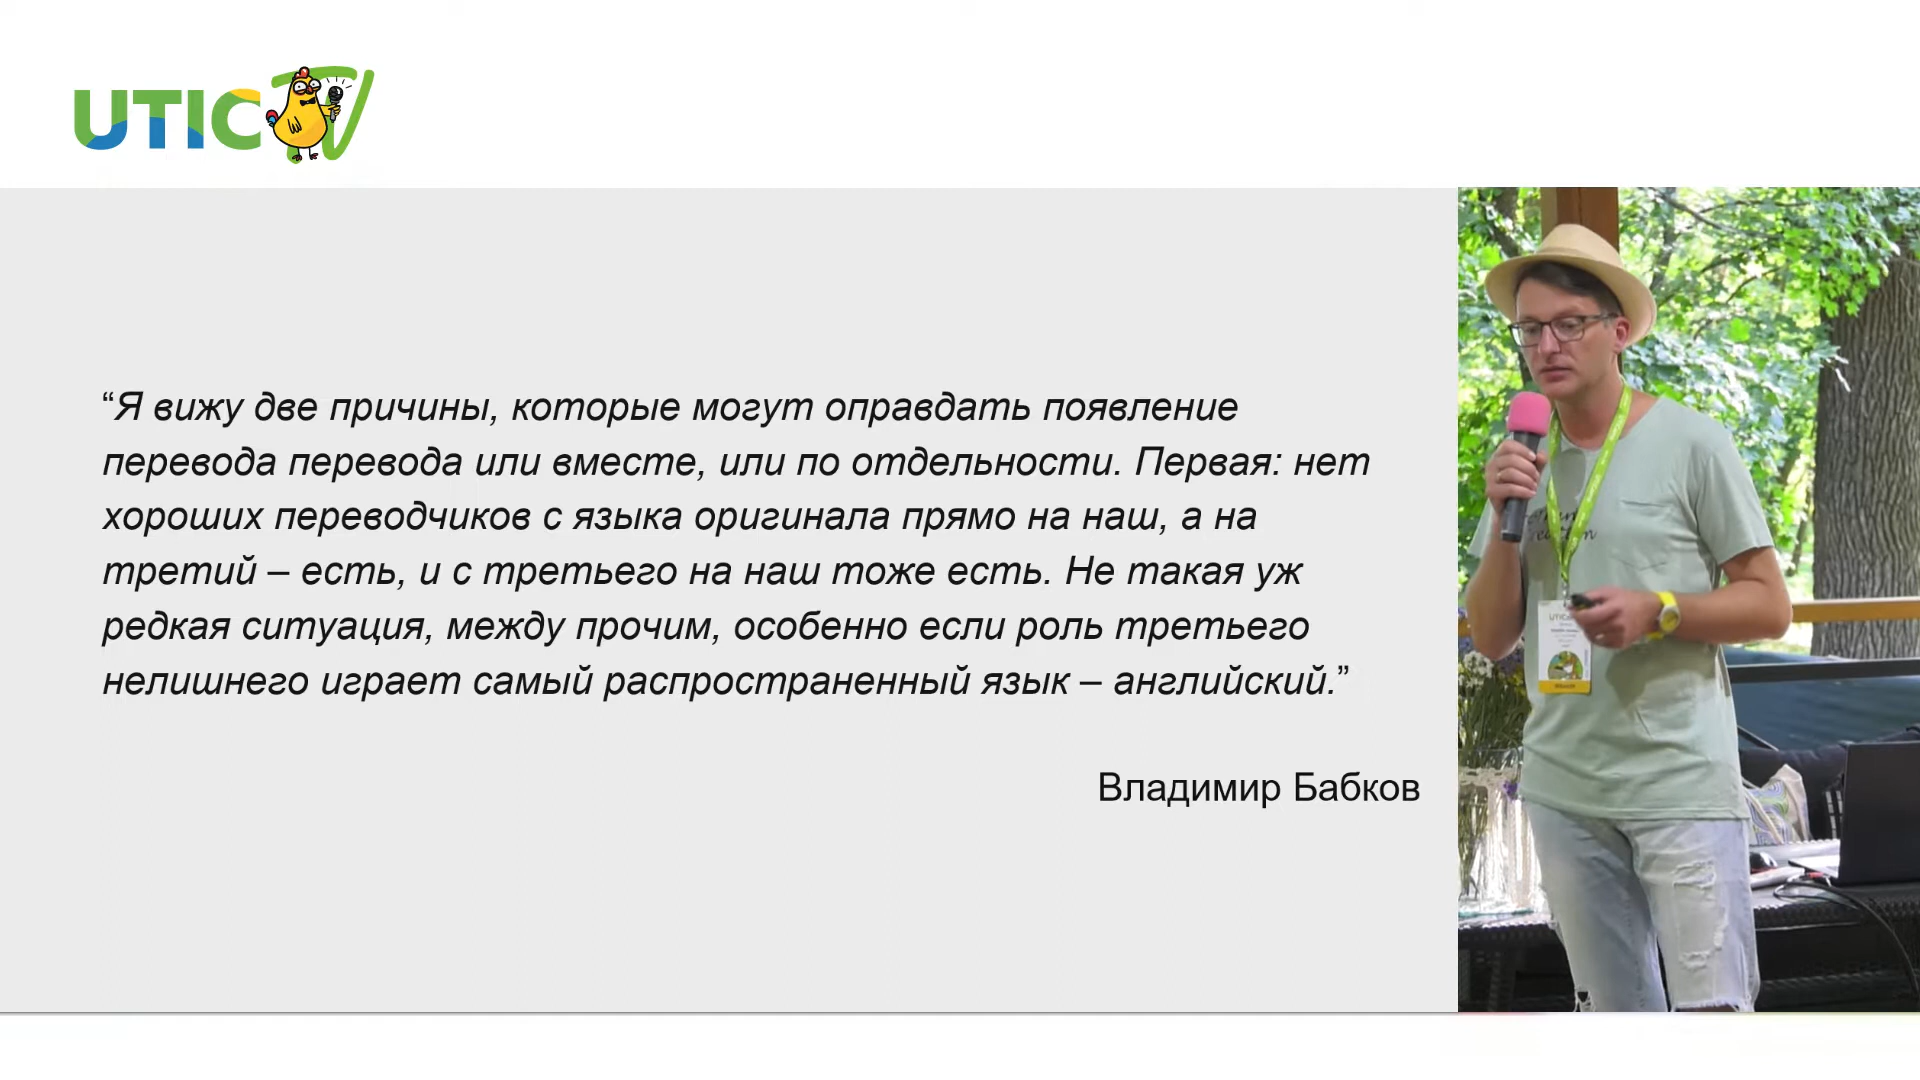 UTIC TV
“Я вижу две причины, которые могут оправдать появление
перевода перевода или вместе, или по отдельности. Первая: нет
хороших переводчиков с языка оригинала прямо на наш, а на
третий – есть, и с третьего на наш тоже есть. Не такая уж
редкая ситуация, между прочим, особенно если роль третьего
нелишнего играет самый распространенный язык – английский.”
Владимир Бабков
UTIC